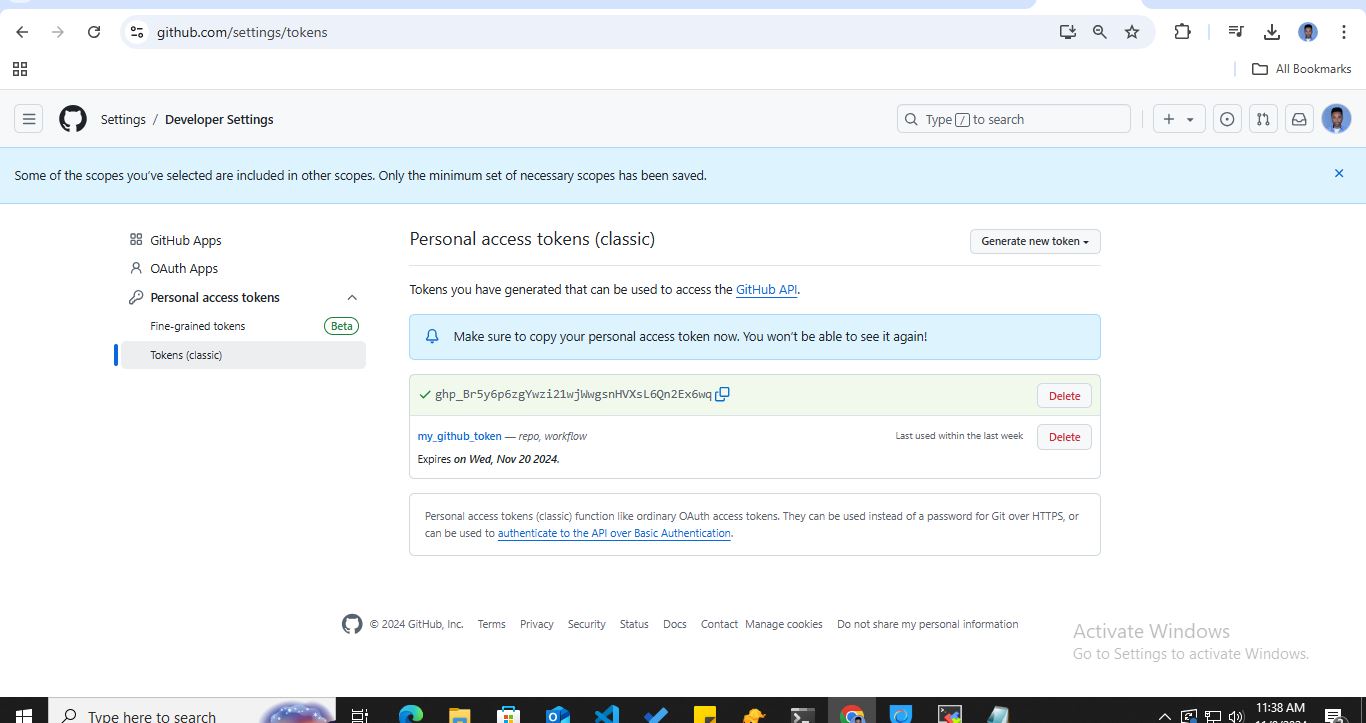 github.com/settings/tokens
All Bookmarks
Settings / Developer Settings
Type / to search
Some of the scopes you've selected are included in other scopes. Only the minimum set of necessary scopes has been saved.
GitHub Apps
OAuth Apps
Personal access tokens
Fine-grained tokens Beta
Tokens (classic)
Personal access tokens (classic)
Generate new token
Tokens you have generated that can be used to access the GitHub API.
Make sure to copy your personal access token now. You won't be able to see it again!
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
Delete
my_github_token — repo, workflow
Last used within the last week
Delete
Expires on Wed, Nov 20 2024.
Personal access tokens (classic) function like ordinary OAuth access tokens. They can be used instead of a password for Git over HTTPS, or
can be used to authenticate to the API over Basic Authentication.
© 2024 GitHub, Inc. Terms Privacy Security Status Docs Contact Manage cookies Do not share my personal information
Activate Windows
Go to Settings to activate Windows.
Type here to search
11:38 AM